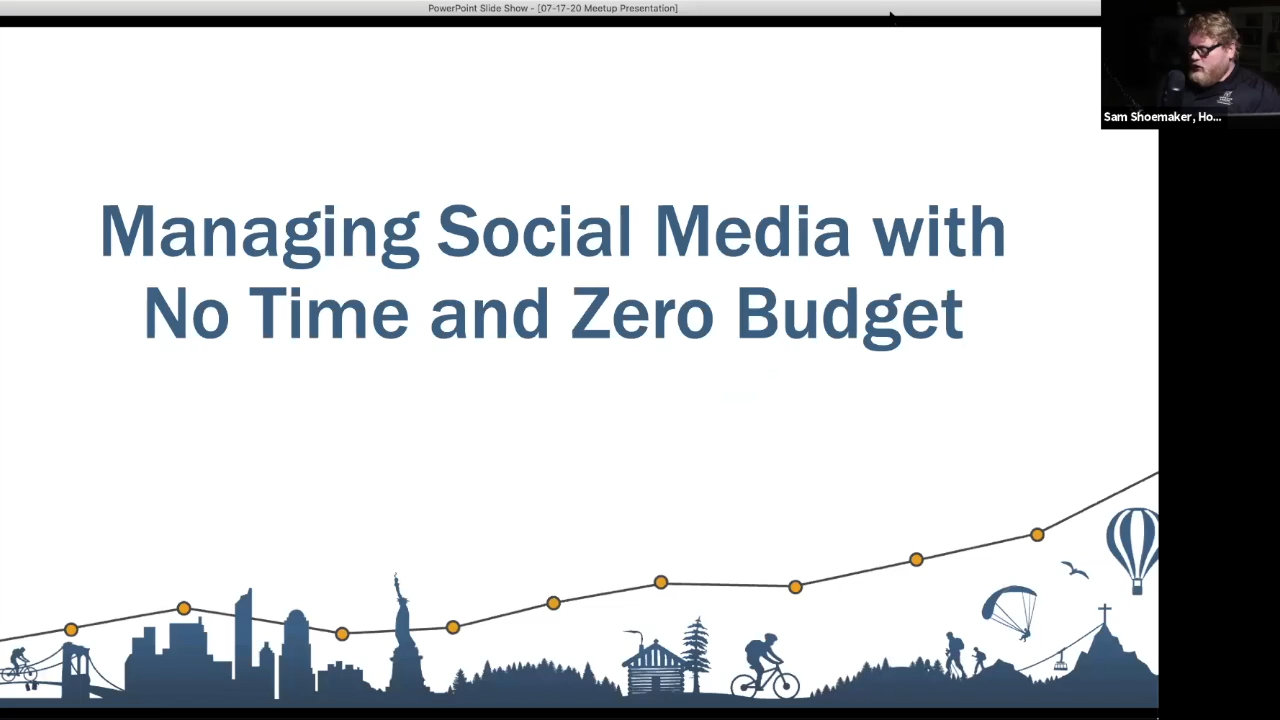 PowerPoint Slide Show - [07-17-20 Meetup Presentation]
Sam Shoemaker, Ho...
Managing Social Media with
No Time and Zero Budget